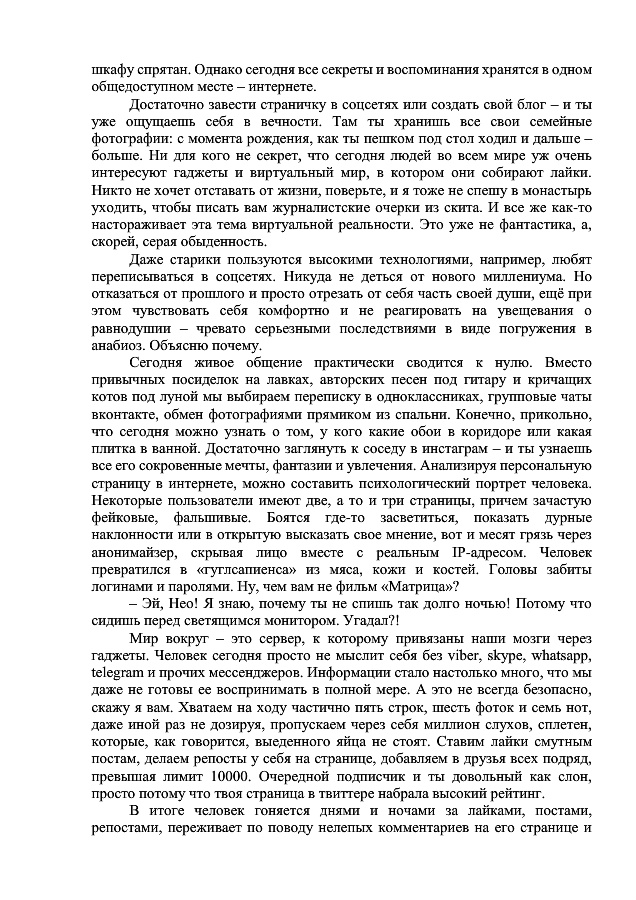 шкафу спрятан. Однако сегодня все секреты и воспоминания хранятся в одном
общедоступном месте – интернете.
Достаточно завести страничку в соцсетях или создать свой блог – и ты
уже ощущаешь себя в вечности. Там ты хранишь все свои семейные
фотографии: с момента рождения, как ты пешком под стол ходил и дальше –
больше. Ни для кого не секрет, что сегодня людей во всем мире уж очень
интересуют гаджеты и виртуальный мир, в котором они собирают лайки.
Никто не хочет отставать от жизни, поверьте, и я тоже не спешу в монастырь
уходить, чтобы писать вам журналистские очерки из скита. И все же как-то
настораживает эта тема виртуальной реальности. Это уже не фантастика, а,
скорей, серая обыденность.
Даже старики пользуются высокими технологиями, например, любят
переписываться в соцсетях. Никуда не деться от нового миллениума. Но
отказаться от прошлого и просто отрезать от себя часть своей души, ещё при
этом чувствовать себя комфортно и не реагировать на увещевания о
равнодушии – чревато серьезными последствиями в виде погружения в
анабиоз. Объясню почему.
Сегодня живое общение практически сводится к нулю. Вместо
привычных посиделок на лавках, авторских песен под гитару и кричащих
котов под луной мы выбираем переписку в одноклассниках, групповые чаты
вконтакте, обмен фотографиями прямиком из спальни. Конечно, прикольно,
что сегодня можно узнать о том, у кого какие обои в коридоре или какая
плитка в ванной. Достаточно заглянуть к соседу в инстаграм – и ты узнаешь
все его сокровенные мечты, фантазии и увлечения. Анализируя персональную
страницу в интернете, можно составить психологический портрет человека.
Некоторые пользователи имеют две, а то и три страницы, причем зачастую
фейковые, фальшивые. Боятся где-то засветиться, показать дурные
наклонности или в открытую высказать свое мнение, вот и месят грязь через
анонимайзер, скрывая лицо вместе с реальным IP-адресом. Человек
превратился в «гуглсапиенса» из мяса, кожи и костей. Головы забиты
логинами и паролями. Ну, чем вам не фильм «Матрица»?
– Эй, Нео! Я знаю, почему ты не спишь так долго ночью! Потому что
сидишь перед светящимся монитором. Угадал?!
Мир вокруг – это сервер, к которому привязаны наши мозги через
гаджеты. Человек сегодня просто не мыслит себя без viber, skype, whatsapp,
telegram и прочих мессенджеров. Информации стало настолько много, что мы
даже не готовы ее воспринимать в полной мере. А это не всегда безопасно,
скажу я вам. Хватаем на ходу частично пять строк, шесть фоток и семь нот,
даже иной раз не дозируя, пропускаем через себя миллион слухов, сплетен,
которые, как говорится, выеденного яйца не стоят. Ставим лайки смутным
постам, делаем репосты у себя на странице, добавляем в друзья всех подряд,
превышая лимит 10000. Очередной подписчик и ты довольный как слон,
просто потому что твоя страница в твиттере набрала высокий рейтинг.
В итоге человек гоняется днями и ночами за лайками, постами,
репостами, переживает по поводу нелепых комментариев на его странице и